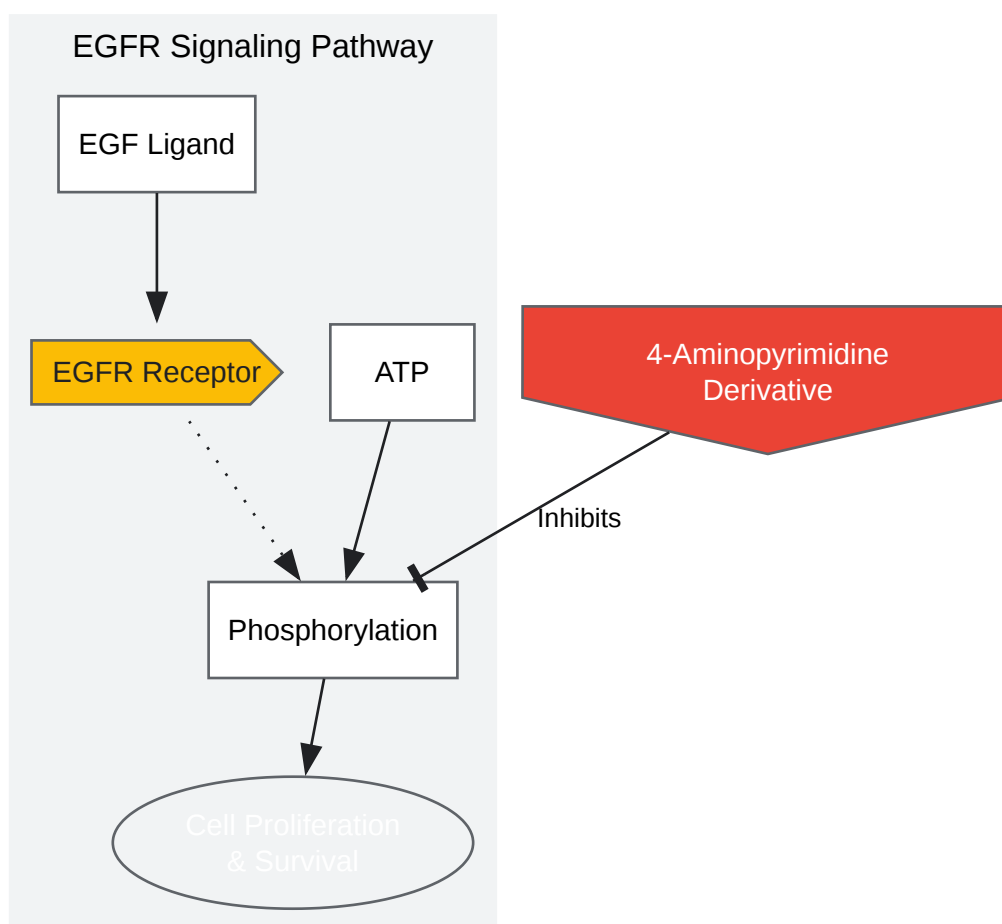 EGFR Signaling Pathway
EGF Ligand
EGFR Receptor
ATP
4-Aminopyrimidine
Derivative
Inhibits
Phosphorylation
Cell Proliferation
& Survival